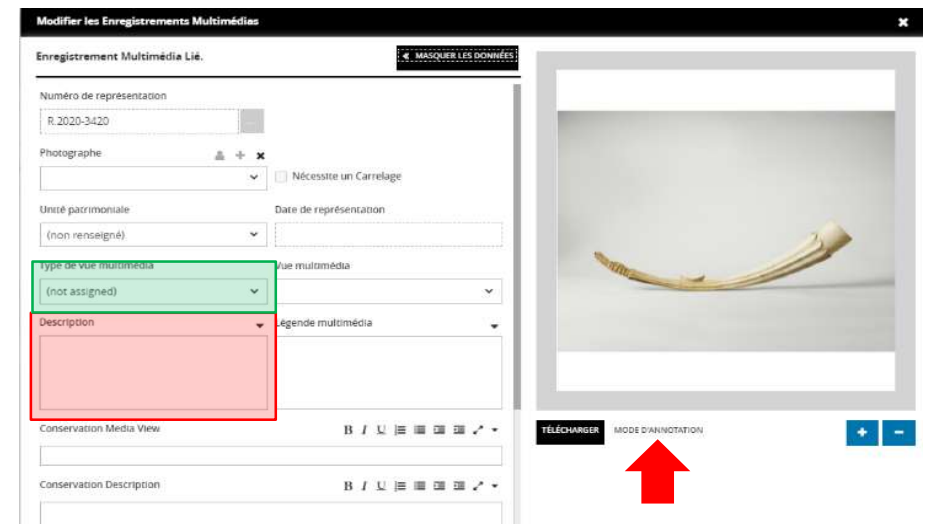 Modifier les Enregistrements Multimédias
Enregistrement Multimédia Lié.
MASQUER LES DONNÉES
Numéro de représentation
R.2020-3420
...
Photographe
Nécessite un Carrelage
Unité patrimoniale
Date de représentation
(non renseigné)
Type de vue multimédia
Vue multimédia
(not assigned)
Description
Légende multimédia
Conservation Media View
B I U
Conservation Description
B I U
TÉLÉCHARGER
MODE D'ANNOTATION